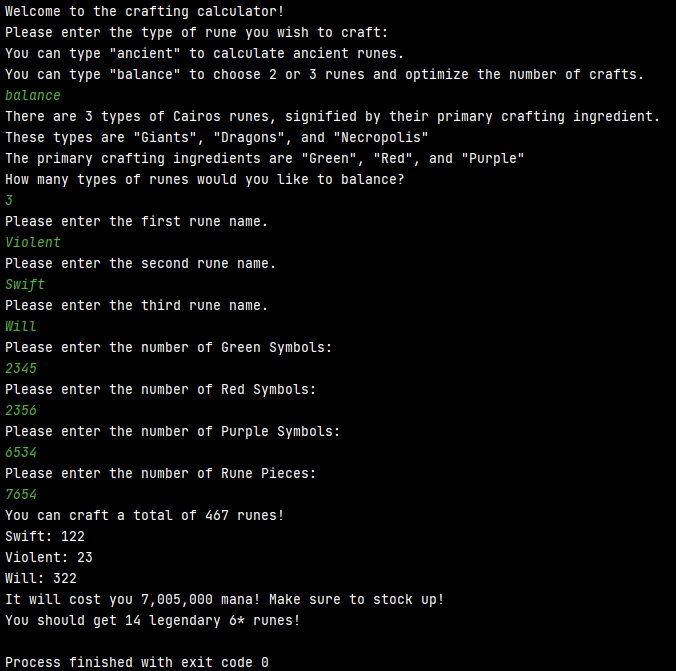 Welcome to the crafting calculator!
Please enter the type of rune you wish to craft:
You can type "ancient" to calculate ancient runes.
You can type "balance" to choose 2 or 3 runes and optimize the number of crafts.
balance
There are 3 types of Cairos runes, signified by their primary crafting ingredient.
These types are "Giants", "Dragons", and "Necropolis"
The primary crafting ingredients are "Green", "Red", and "Purple"
How many types of runes would you like to balance?
3
Please enter the first rune name.
Violent
Please enter the second rune name.
Swift
Please enter the third rune name.
Will
Please enter the number of Green Symbols:
2345
Please enter the number of Red Symbols:
2356
Please enter the number of Purple Symbols:
6534
Please enter the number of Rune Pieces:
7654
You can craft a total of 467 runes!
Swift: 122
Violent: 23
Will: 322
It will cost you 7,005,000 mana! Make sure to stock up!
You should get 14 legendary 6* runes!
Process finished with exit code 0